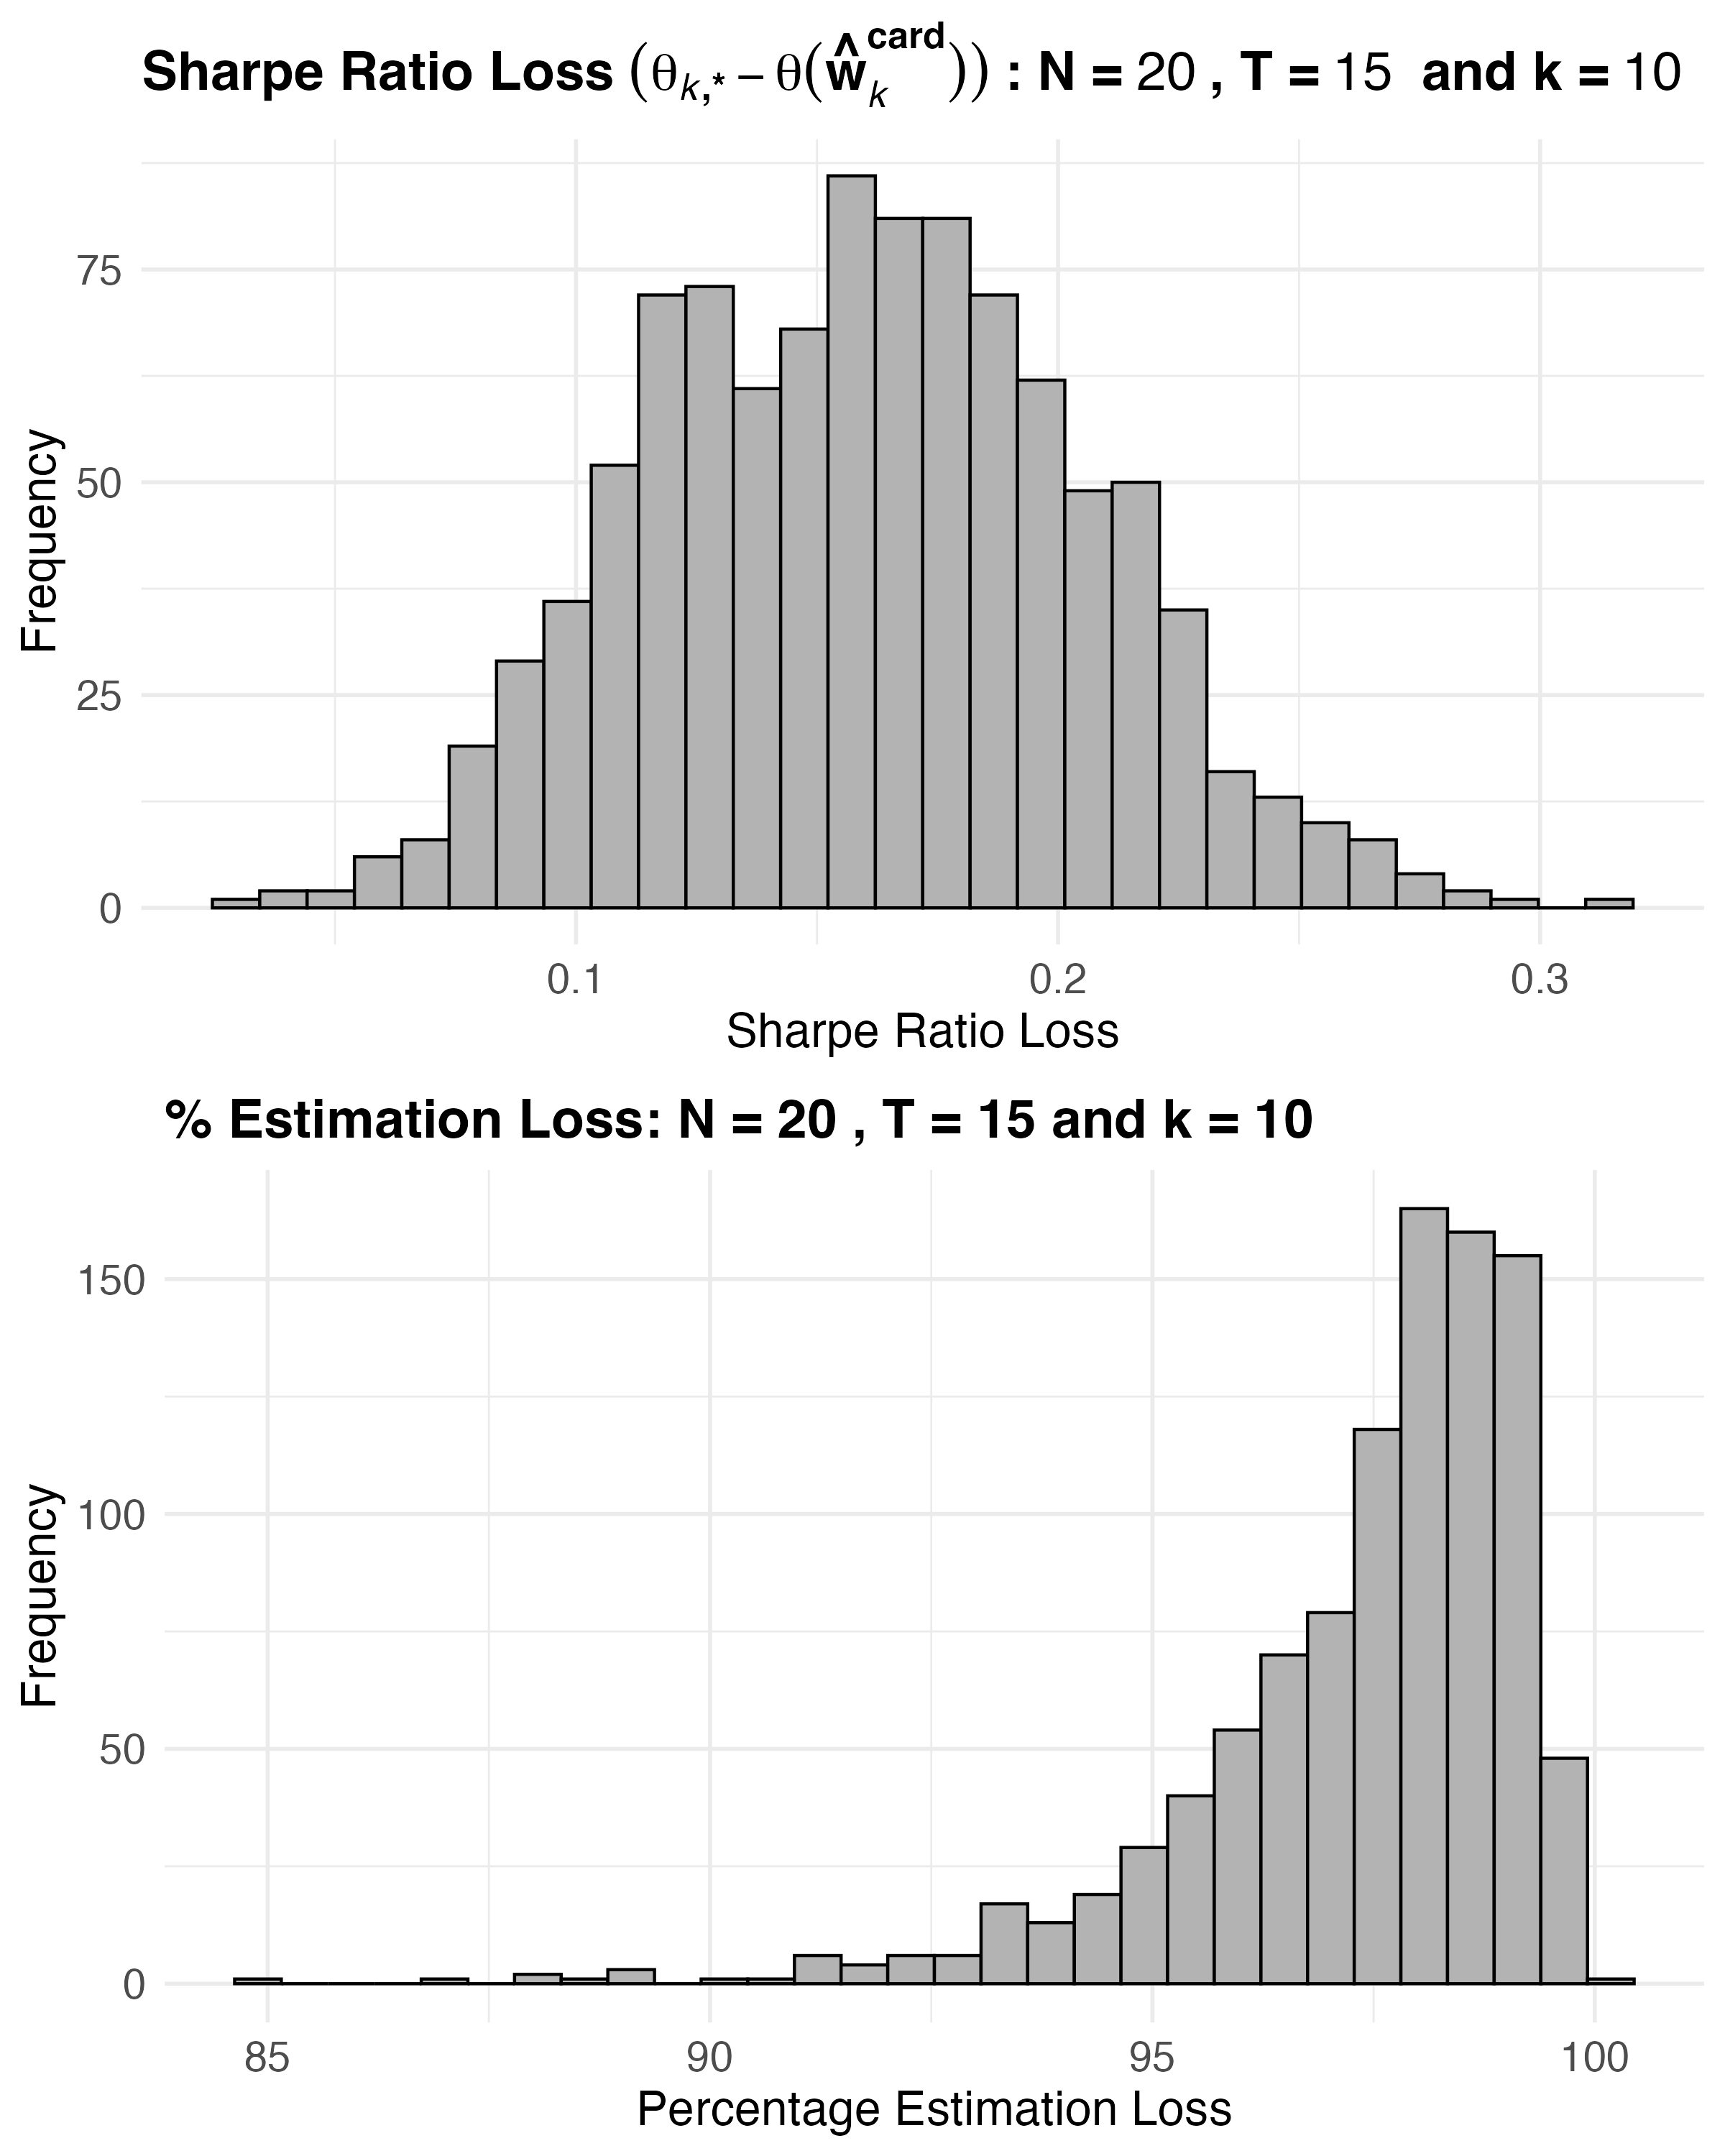 Sharpe Ratio Loss (θk,* − θ(ŵk^card)) : N = 20 , T = 15 and k = 10
Frequency
75
50
25
0
0.1 0.2 0.3
Sharpe Ratio Loss
% Estimation Loss: N = 20 , T = 15 and k = 10
Frequency
150
100
50
0
85 90 95 100
Percentage Estimation Loss